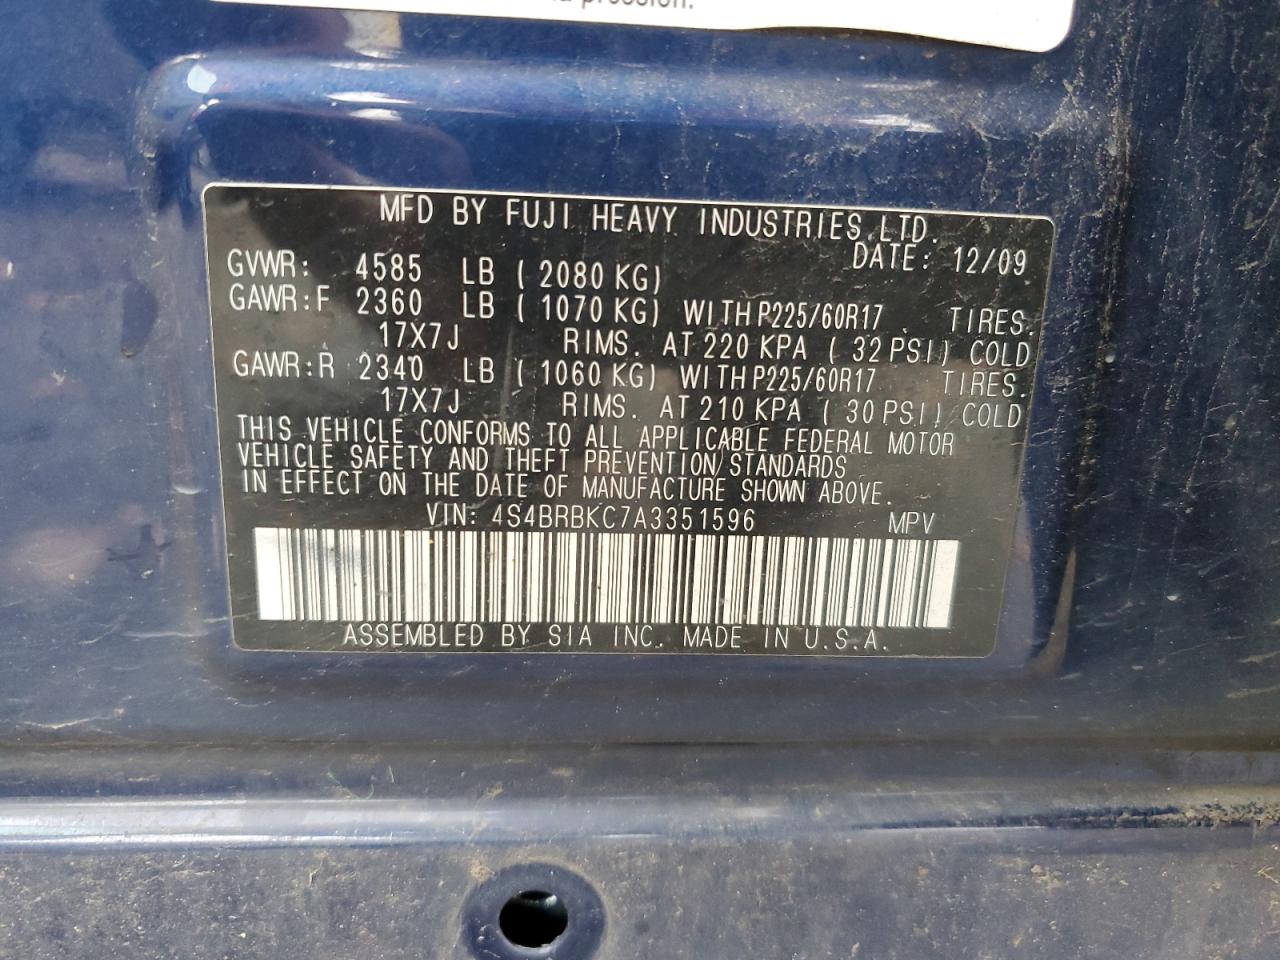 pression.
MFD BY FUJI HEAVY INDUSTRIES,LTD.
DATE: 12/09
GVWR: 4585 LB ( 2080 KG)
GAWR:F 2360 LB ( 1070 KG) WITH P225/60R17 TIRES.
17X7J RIMS. AT 220 KPA ( 32 PSI) COLD
GAWR:R 2340 LB ( 1060 KG) WITH P225/60R17 TIRES.
17X7J RIMS. AT 210 KPA ( 30 PSI) COLD
THIS VEHICLE CONFORMS TO ALL APPLICABLE FEDERAL MOTOR
VEHICLE SAFETY AND THEFT PREVENTION STANDARDS
IN EFFECT ON THE DATE OF MANUFACTURE SHOWN ABOVE.
VIN: 4S4BRBKC7A3351596 MPV
ASSEMBLED BY SIA INC. MADE IN U.S.A.